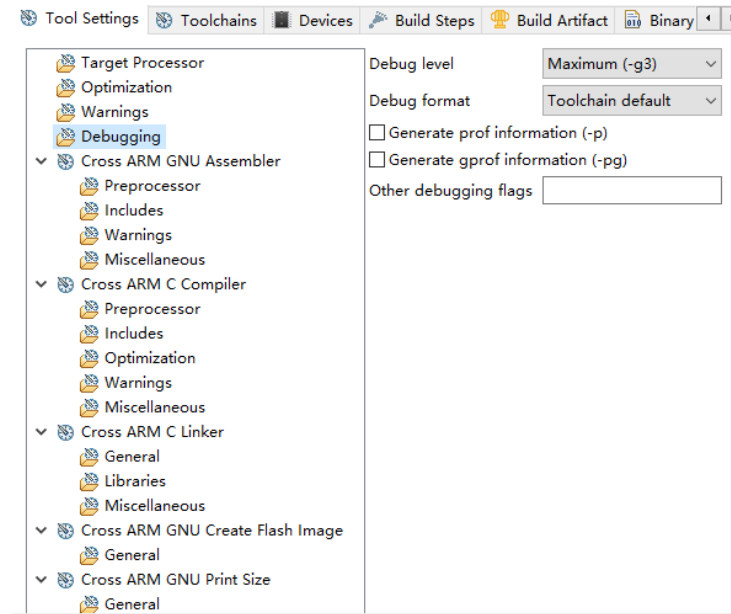 Tool Settings Toolchains Devices Build Steps Build Artifact Binary
Target Processor
Optimization
Warnings
Debugging
Cross ARM GNU Assembler
Preprocessor
Includes
Warnings
Miscellaneous
Cross ARM C Compiler
Preprocessor
Includes
Optimization
Warnings
Miscellaneous
Cross ARM C Linker
General
Libraries
Miscellaneous
Cross ARM GNU Create Flash Image
General
Cross ARM GNU Print Size
General
Debug level Maximum (-g3)
Debug format Toolchain default
Generate prof information (-p)
Generate gprof information (-pg)
Other debugging flags